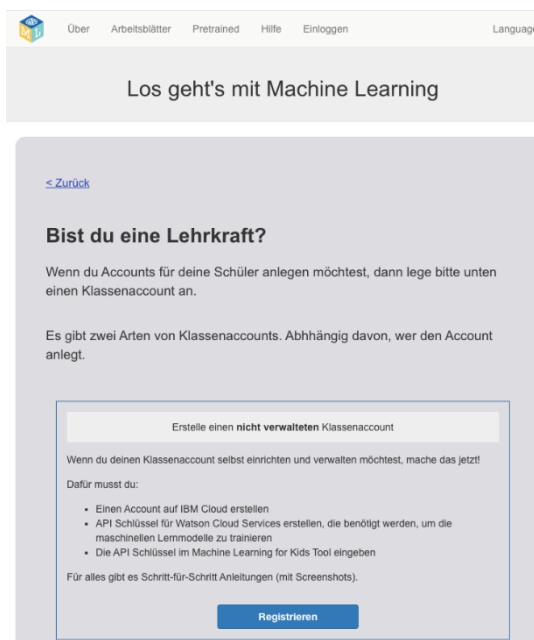 Über Arbeitsblätter Pretrained Hilfe Einloggen Language
Los geht's mit Machine Learning
< Zurück
Bist du eine Lehrkraft?
Wenn du Accounts für deine Schüler anlegen möchtest, dann lege bitte unten
einen Klassenaccount an.
Es gibt zwei Arten von Klassenaccounts. Abhhängig davon, wer den Account
anlegt.
Erstelle einen nicht verwalteten Klassenaccount
Wenn du deinen Klassenaccount selbst einrichten und verwalten möchtest, mache das jetzt!
Dafür musst du:
• Einen Account auf IBM Cloud erstellen
• API Schlüssel für Watson Cloud Services erstellen, die benötigt werden, um die
maschinellen Lernmodelle zu trainieren
• Die API Schlüssel im Machine Learning for Kids Tool eingeben
Für alles gibt es Schritt-für-Schritt Anleitungen (mit Screenshots).
Registrieren